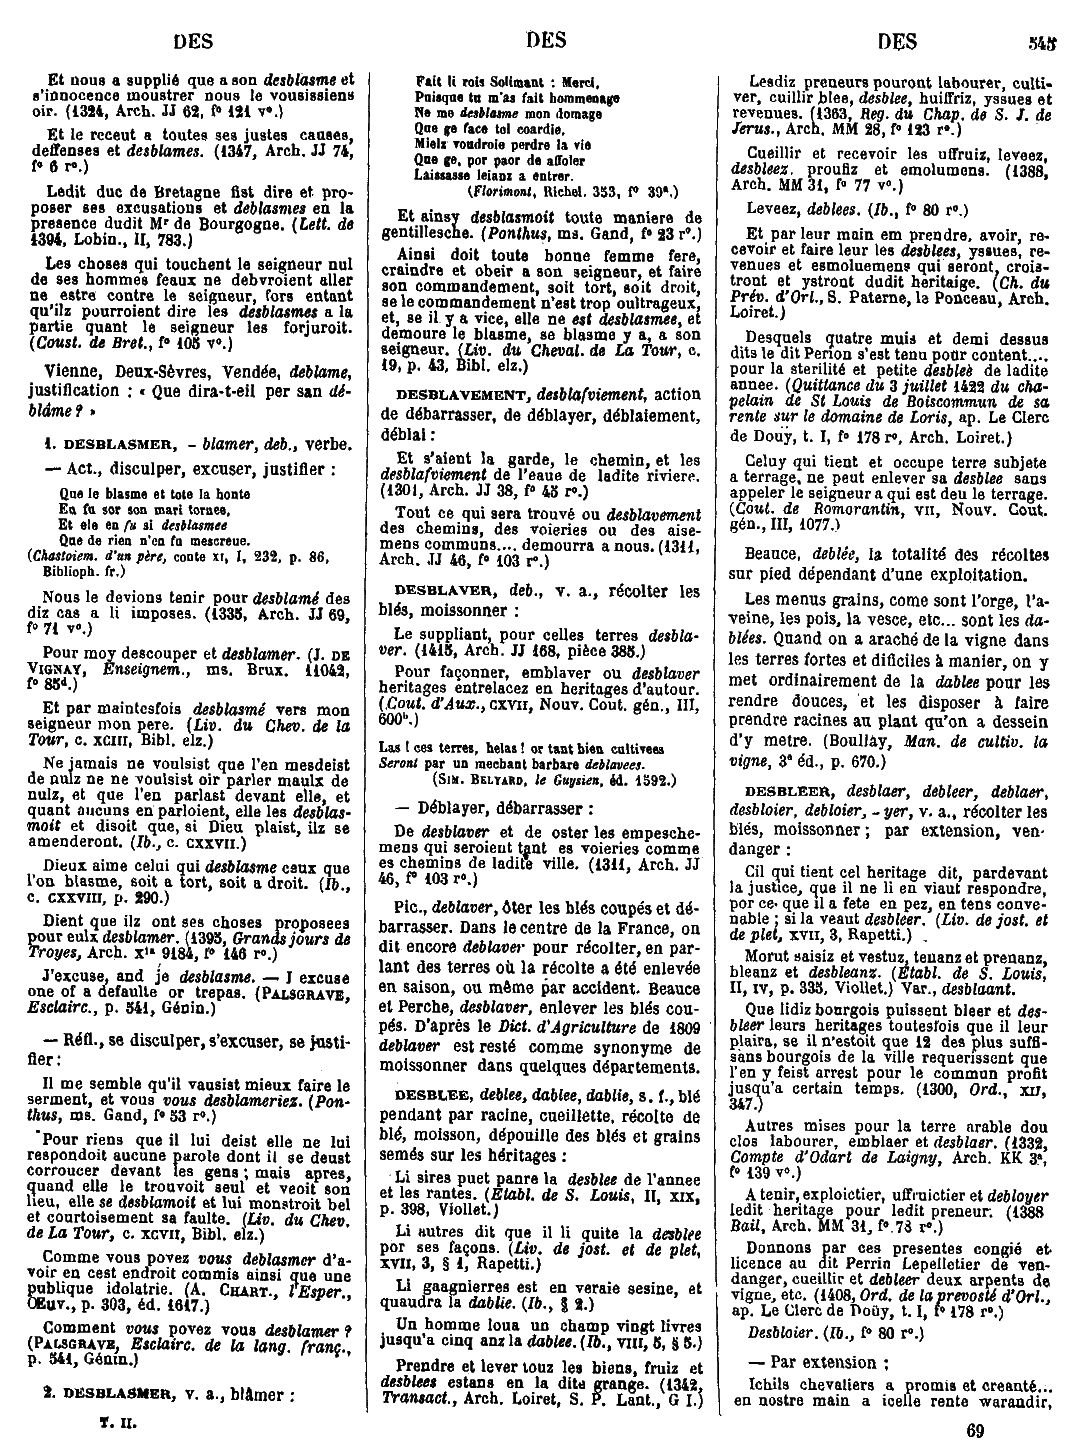 DES
DES
DES
545
Et nous a supplié que a son desblasme et
s'innocence moustrer nous le vousissiens
oir. (1324, Arch. JJ 62, f° 121 v°.)
Et le receut a toutes ses justes causes,
deffenses et desblames. (1347, Arch. JJ 74,
f° 6 r°.)
Ledit duc de Bretagne fist dire et pro-
poser ses excusations et deblasmes en la
presence dudit Mr de Bourgogne. (Lett. de
1394, Lobin., II, 783.)
Les choses qui touchent le seigneur nul
de ses hommes feaux ne debvroient aller
ne estre contre le seigneur, fors entant
qu'ilz pourroient dire les desblasmes a la
partie quant le seigneur les forjuroit.
(Coust. de Bret., f° 105 v°.)
Vienne, Deux-Sèvres, Vendée, deblame,
justification : « Que dira-t-eil per san dé-
blâme ? »
1. DESBLASMER, - blamer, deb., verbe.
— Act., disculper, excuser, justifier :
Que le blasme et tote la honte
En fu sor son mari tornee,
Et ele en fu si desblasmee
Que de rien n'en fu mescreue.
(Chastoiem. d'un père, conte XI, I, 232, p. 86,
Biblioph. fr.)
Nous le devions tenir pour desblamé des
diz cas a li imposes. (1335, Arch. JJ 69,
f° 71 v°.)
Pour moy descouper et desblamer. (J. DE
VIGNAY, Enseignem., ms. Brux. 11042,
f° 85d.)
Et par maintesfois desblasmé vers mon
seigneur mon pere. (Liv. du Chev. de la
Tour, c. XCIII, Bibl. elz.)
Ne jamais ne voulsist que l'en mesdeist
de nulz ne ne voulsist oir parler maulx de
nulz, et que l'en parlast devant elle, et
quant aucuns en parloient, elle les desblas-
moit et disoit que, si Dieu plaist, ilz se
amenderont. (Ib., c. CXXVII.)
Dieux aime celui qui desblasme ceux que
l'on blasme, soit a tort, soit a droit. (Ib.,
c. CXXVIII, p. 290.)
Dient que ilz ont ses choses proposees
pour eulx desblamer. (1395, Grands jours de
Troyes, Arch. X1a 9184, f° 146 r°.)
J'excuse, and je desblasme. — I excuse
one of a defaulte or trepas. (PALSGRAVE,
Esclairc., p. 541, Génin.)
— Réfl., se disculper, s'excuser, se justi-
fier :
Il me semble qu'il vausist mieux faire le
serment, et vous vous desblameriez. (Pon-
thus, ms. Gand, f° 53 r°.)
Pour riens que il lui deist elle ne lui
respondoit aucune parole dont il se deust
corroucer devant les gens ; mais apres,
quand elle le trouvoit seul et veoit son
lieu, elle se desblamoit et lui monstroit bel
et courtoisement sa faulte. (Liv. du Chev.
de La Tour, c. XCVII, Bibl. elz.)
Comme vous povez vous deblasmer d'a-
voir en cest endroit commis ainsi que une
publique idolatrie. (A. CHART., l'Esper.,
Œuv., p. 303, éd. 1617.)
Comment vous povez vous desblamer ?
(PALSGRAVE, Esclairc. de la lang. franç.,
p. 541, Génin.)
2. DESBLASMER, v. a., blâmer :
T. II.
Fait li rois Solimant : Merci,
Puisque tu m'as fait hommenage
Ne me desblasme mon domage
Que ge face tol coardie,
Mielz voudroie perdre la vie
Que ge, por paor de affoler
Laissasse leianz a entrer.
(Florimont, Richel. 353, f° 39a.)
Et ainsy desblasmoit toute maniere de
gentillesche. (Ponthus, ms. Gand, f° 23 r°.)
Ainsi doit toute bonne femme fere,
craindre et obeir a son seigneur, et faire
son commandement, soit tort, soit droit,
se le commandement n'est trop oultrageux,
et, se il y a vice, elle ne est desblasmee, et
demoure le blasme, se blasme y a, a son
seigneur. (Liv. du Cheval. de La Tour, c.
19, p. 43, Bibl. elz.)
DESBLAVEMENT, desblafviement, action
de débarrasser, de déblayer, déblaiement,
déblai :
Et s'aient la garde, le chemin, et les
desblafviement de l'eaue de ladite riviere.
(1301, Arch. JJ 38, f° 45 r°.)
Tout ce qui sera trouvé ou desblavement
des chemins, des voieries ou des aise-
mens communs.... demourra a nous. (1311,
Arch. JJ 46, f° 103 r°.)
DESBLAVER, deb., v. a., récolter les
blés, moissonner :
Le suppliant, pour celles terres desbla-
ver. (1415, Arch. JJ 168, pièce 385.)
Pour façonner, emblaver ou desblaver
heritages entrelacez en heritages d'autour.
(Cout. d'Aux., CXVII, Nouv. Cout. gén., III,
600b.)
Las ! ces terres, helas ! or tant bien cultivees
Seront par un mechant barbare deblavees.
(SIM. BELYARD, le Guysien, éd. 1592.)
— Déblayer, débarrasser :
De desblaver et de oster les empesche-
mens qui seroient tant es voieries comme
es chemins de ladite ville. (1311, Arch. JJ
46, f° 103 r°.)
Pic., deblaver, ôter les blés coupés et dé-
barrasser. Dans le centre de la France, on
dit encore deblaver pour récolter, en par-
lant des terres où la récolte a été enlevée
en saison, ou même par accident. Beauce
et Perche, desblaver, enlever les blés cou-
pés. D'après le Dict. d'Agriculture de 1809
deblaver est resté comme synonyme de
moissonner dans quelques départements.
DESBLEE, deblee, dablee, dablie, s. f., blé
pendant par racine, cueillette, récolte de
blé, moisson, dépouille des blés et grains
semés sur les héritages :
Li sires puet panre la desblee de l'annee
et les rantes. (Etabl. de S. Louis, II, XIX,
p. 398, Viollet.)
Li autres dit que il li quite la desblee
por ses façons. (Liv. de jost. et de plet,
XVII, 3, § 1, Rapetti.)
Li gaagnierres est en veraie sesine, et
quaudra la dablie. (Ib., § 2.)
Un homme loua un champ vingt livres
jusqu'a cinq anz la dablee. (Ib., VIII, 5, § 5.)
Prendre et lever touz les biens, fruiz et
desblees estans en la dite grange. (1342,
Transact., Arch. Loiret, S. P. Lant., G I.)
Lesdiz preneurs pouront labourer, culti-
ver, cuillir blee, desblee, huiffriz, yssues et
revenues. (1363, Reg. du Chap. de S. J. de
Jerus., Arch. MM 28, f° 123 r°.)
Cueillir et recevoir les uffruiz, leveez,
desbleez, proufiz et emolumens. (1388,
Arch. MM 31, f° 77 v°.)
Leveez, deblees. (Ib., f° 80 r°.)
Et par leur main em prendre, avoir, re-
cevoir et faire leur les desblees, yssues, re-
venues et esmoluemens qui seront, crois-
tront et ystront dudit heritaige. (Ch. du
Prév. d'Orl., S. Paterne, le Ponceau, Arch.
Loiret.)
Desquels quatre muis et demi dessus
dits le dit Perion s'est tenu pour content....
pour la sterilité et petite desbleè de ladite
annee. (Quittance du 3 juillet 1422 du cha-
pelain de St Louis de Boiscommun de sa
rente sur le domaine de Loris, ap. Le Clerc
de Douÿ, t. I, f° 178 r°, Arch. Loiret.)
Celuy qui tient et occupe terre subjete
a terrage, ne peut enlever sa desblee sans
appeler le seigneur a qui est deu le terrage.
(Cout. de Romorantin, VII, Nouv. Cout.
gén., III, 1077.)
Beauce, deblée, la totalité des récoltes
sur pied dépendant d'une exploitation.
Les menus grains, come sont l'orge, l'a-
veine, les pois, la vesce, etc... sont les da-
blées. Quand on a araché de la vigne dans
les terres fortes et dificiles à manier, on y
met ordinairement de la dablee pour les
rendre douces, et les disposer à faire
prendre racines au plant qu'on a dessein
d'y metre. (Boullay, Man. de cultiv. la
vigne, 3e éd., p. 670.)
DESBLEER, desblaer, debleer, deblaer,
desbloier, debloier, - yer, v. a., récolter les
blés, moissonner ; par extension, ven-
danger :
Cil qui tient cel heritage dit, pardevant
la justice, que il ne li en viaut respondre,
por ce que il a fete en pez, en tens conve-
nable ; si la veaut desbleer. (Liv. de jost. et
de plet, XVII, 3, Rapetti.)
Morut saisiz et vestuz, tenanz et prenanz,
bleanz et desbleanz. (Établ. de S. Louis,
II, IV, p. 335, Viollet.) Var., desblaant.
Que lidiz bourgois puissent bleer et des-
bleer leurs heritages toutesfois que il leur
plaira, se il n'estoit que 12 des plus suffi-
sans bourgois de la ville requerissent que
l'en y feist arrest pour le commun profit
jusqu'a certain temps. (1300, Ord., XII,
347.)
Autres mises pour la terre arable dou
clos labourer, emblaer et desblaer. (1332,
Compte d'Odart de Laigny, Arch. KK 3a,
f° 139 v°.)
A tenir, exploictier, uffruictier et debloyer
ledit heritage pour ledit preneur. (1388
Bail, Arch. MM 31, f° 78 r°.)
Donnons par ces presentes congié et
licence au dit Perrin Lepelletier de ven-
danger, cueillir et debleer deux arpents de
vigne, etc. (1408, Ord. de la prevosté d'Orl.,
ap. Le Clerc de Doüy, t. I, f° 178 r°.)
Desbloier. (Ib., f° 80 r°.)
— Par extension ;
Ichils chevaliers a promis et creanté...
en nostre main a icelle rente warandir,
69